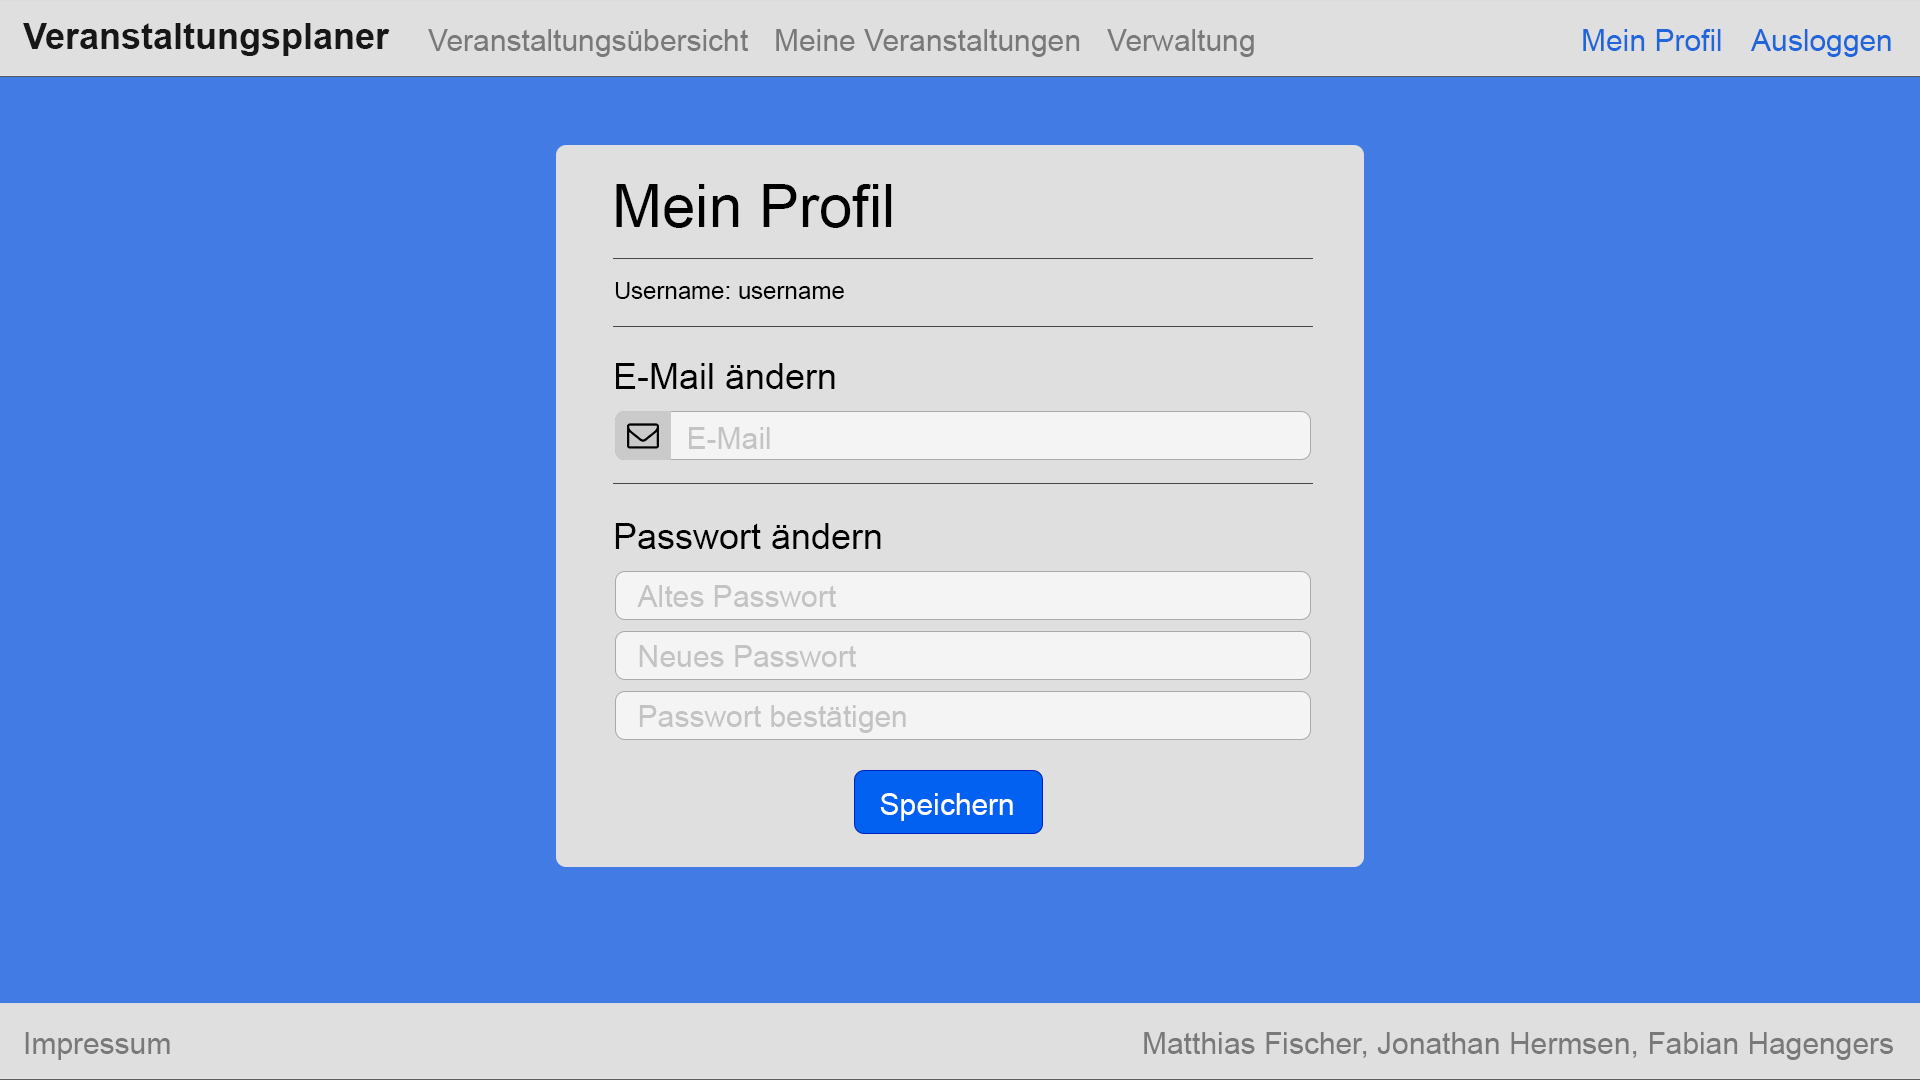 Veranstaltungsplaner Veranstaltungsübersicht Meine Veranstaltungen Verwaltung Mein Profil Ausloggen
Mein Profil
Username: username
E-Mail ändern
E-Mail
Passwort ändern
Altes Passwort
Neues Passwort
Passwort bestätigen
Speichern
Impressum Matthias Fischer, Jonathan Hermsen, Fabian Hagengers